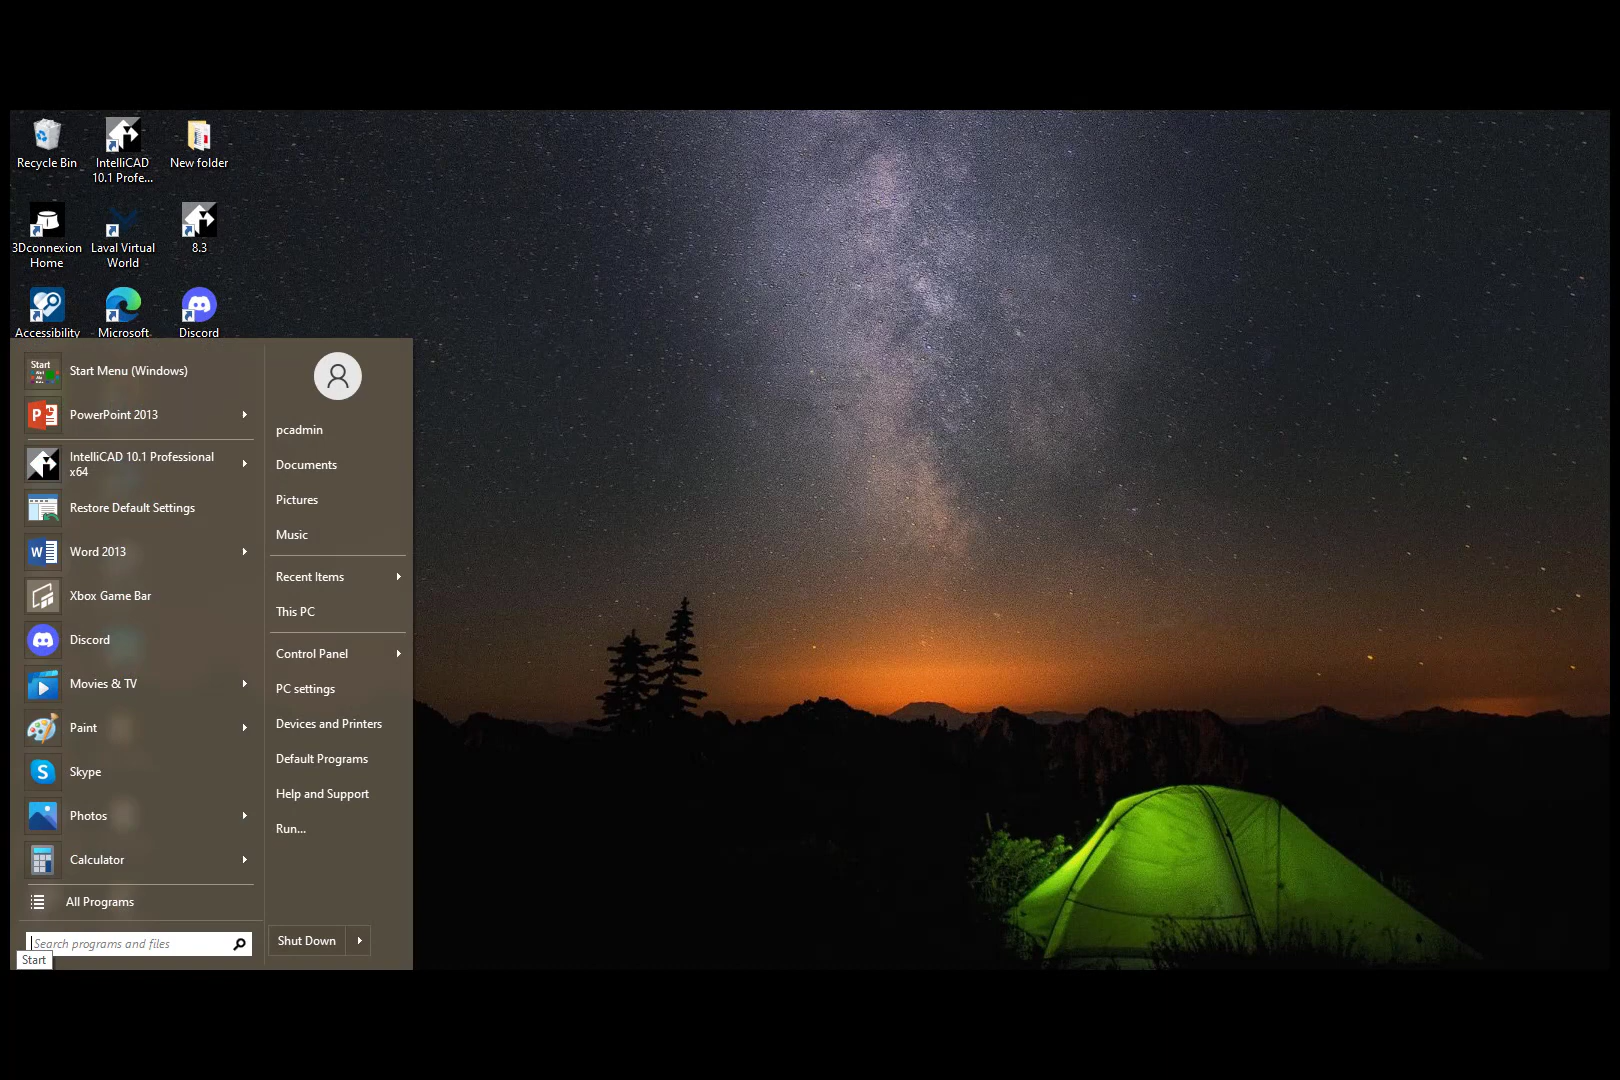 Recycle Bin
IntelliCAD
10.1 Profe...
New folder
3Dconnexion
Home
Laval Virtual
World
8.3
Accessibility
Microsoft
Discord
Start
Start Menu (Windows)
PowerPoint 2013
IntelliCAD 10.1 Professional
x64
Restore Default Settings
Word 2013
Xbox Game Bar
Discord
Movies & TV
Paint
Skype
Photos
Calculator
All Programs
Search programs and files
Start
pcadmin
Documents
Pictures
Music
Recent Items
This PC
Control Panel
PC settings
Devices and Printers
Default Programs
Help and Support
Run...
Shut Down